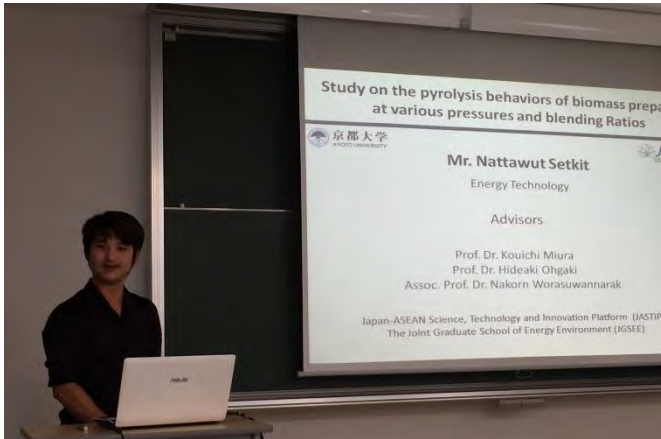 Study on the pyrolysis behaviors of biomass prepa
at various pressures and blending Ratios
京都大学
KYOTO UNIVERSITY
Mr. Nattawut Setkit
Energy Technology
Advisors
Prof. Dr. Kouichi Miura
Prof. Dr. Hideaki Ohgaki
Assoc. Prof. Dr. Nakorn Worasuwannarak
Japan-ASEAN Science, Technology and Innovation Platform (JASTIP
The Joint Graduate School of Energy Environment (JGSEE)
ASUS